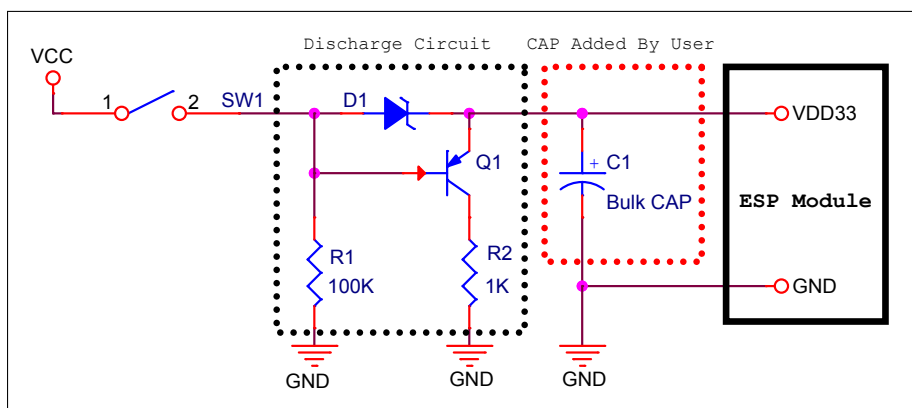 Discharge Circuit
CAP Added By User
VCC
1
2
SW1
D1
VDD33
Q1
+
C1
Bulk CAP
ESP Module
R1
100K
R2
1K
GND
GND
GND
GND